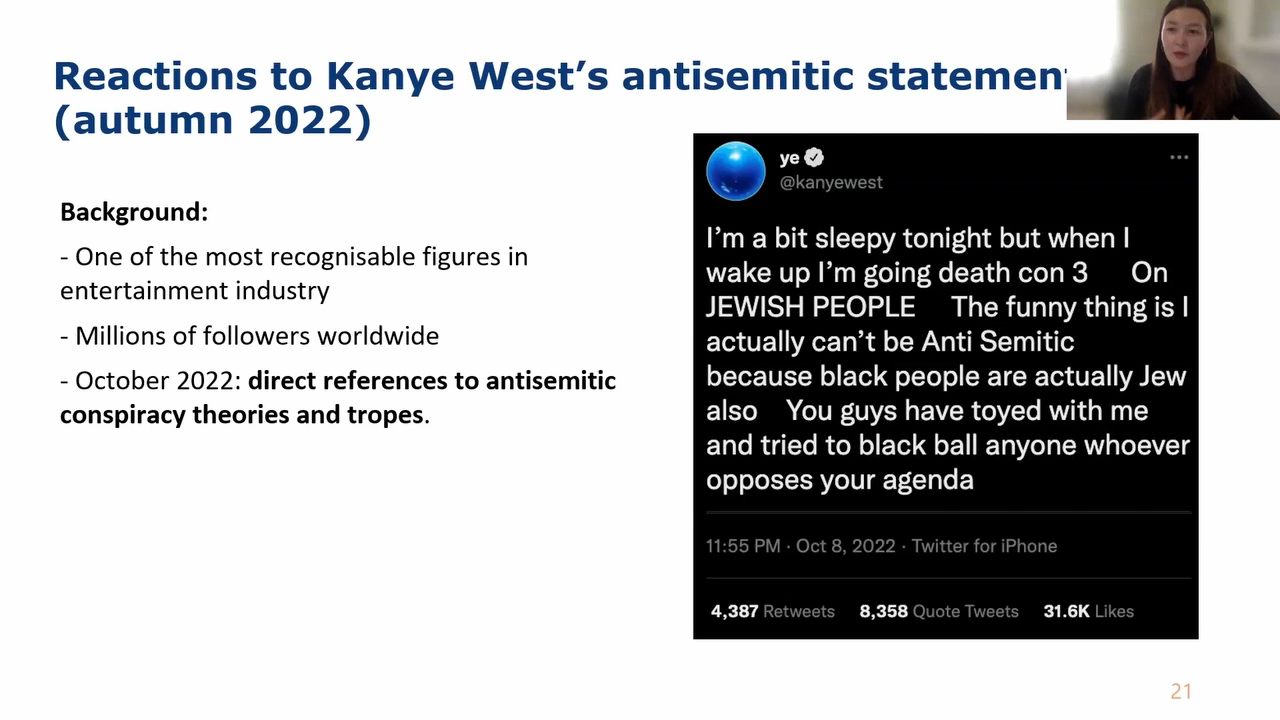 Reactions to Kanye West’s antisemitic statemen
(autumn 2022)
Background:
- One of the most recognisable figures in
entertainment industry
- Millions of followers worldwide
- October 2022: direct references to antisemitic
conspiracy theories and tropes.
ye
@kanyewest
I’m a bit sleepy tonight but when I
wake up I’m going death con 3 On
JEWISH PEOPLE The funny thing is I
actually can’t be Anti Semitic
because black people are actually Jew
also You guys have toyed with me
and tried to black ball anyone whoever
opposes your agenda
11:55 PM · Oct 8, 2022 · Twitter for iPhone
4,387 Retweets 8,358 Quote Tweets 31.6K Likes
21